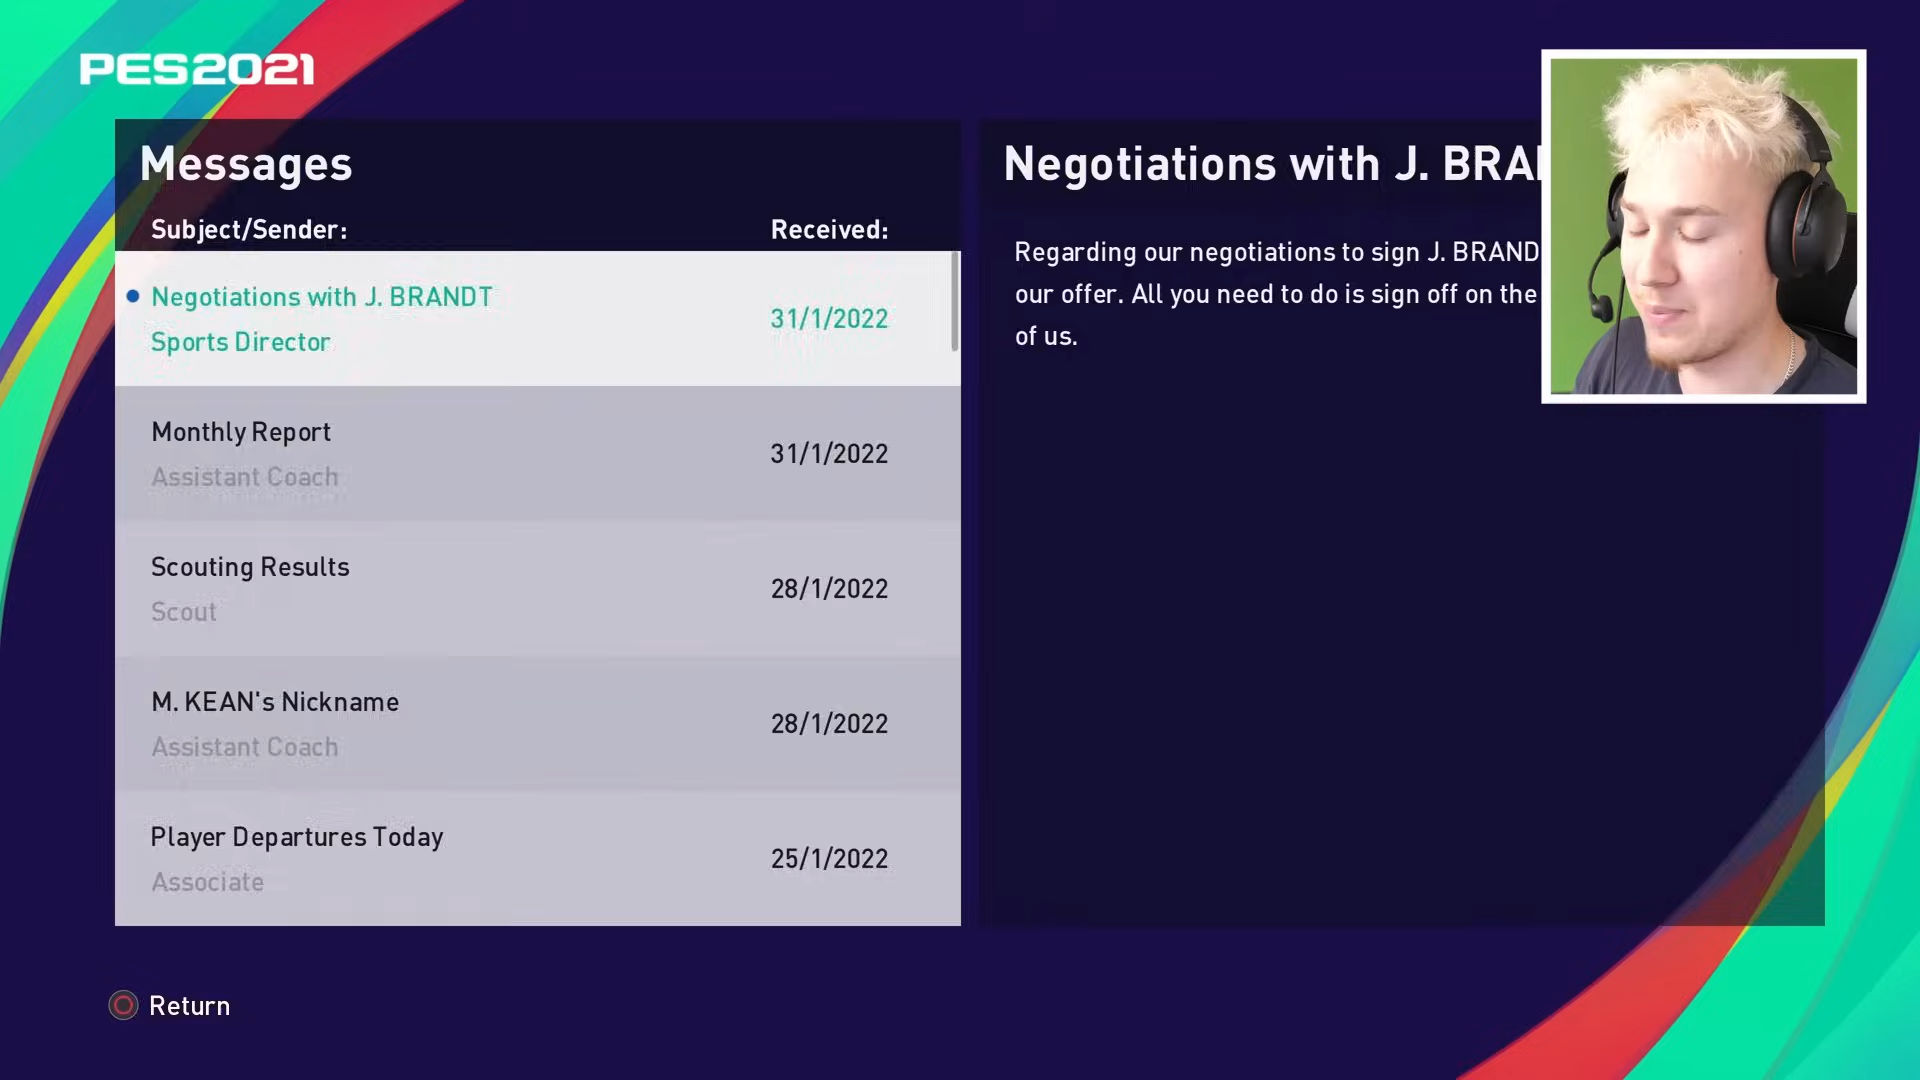 PES2021
Messages
Subject/Sender: Received:
Negotiations with J. BRANDT
Sports Director
31/1/2022
Monthly Report
Assistant Coach
31/1/2022
Scouting Results
Scout
28/1/2022
M. KEAN's Nickname
Assistant Coach
28/1/2022
Player Departures Today
Associate
25/1/2022
Negotiations with J.
Regarding our negotiations to sign J. BRAND
our offer. All you need to do is sign off on the
of us.
Return